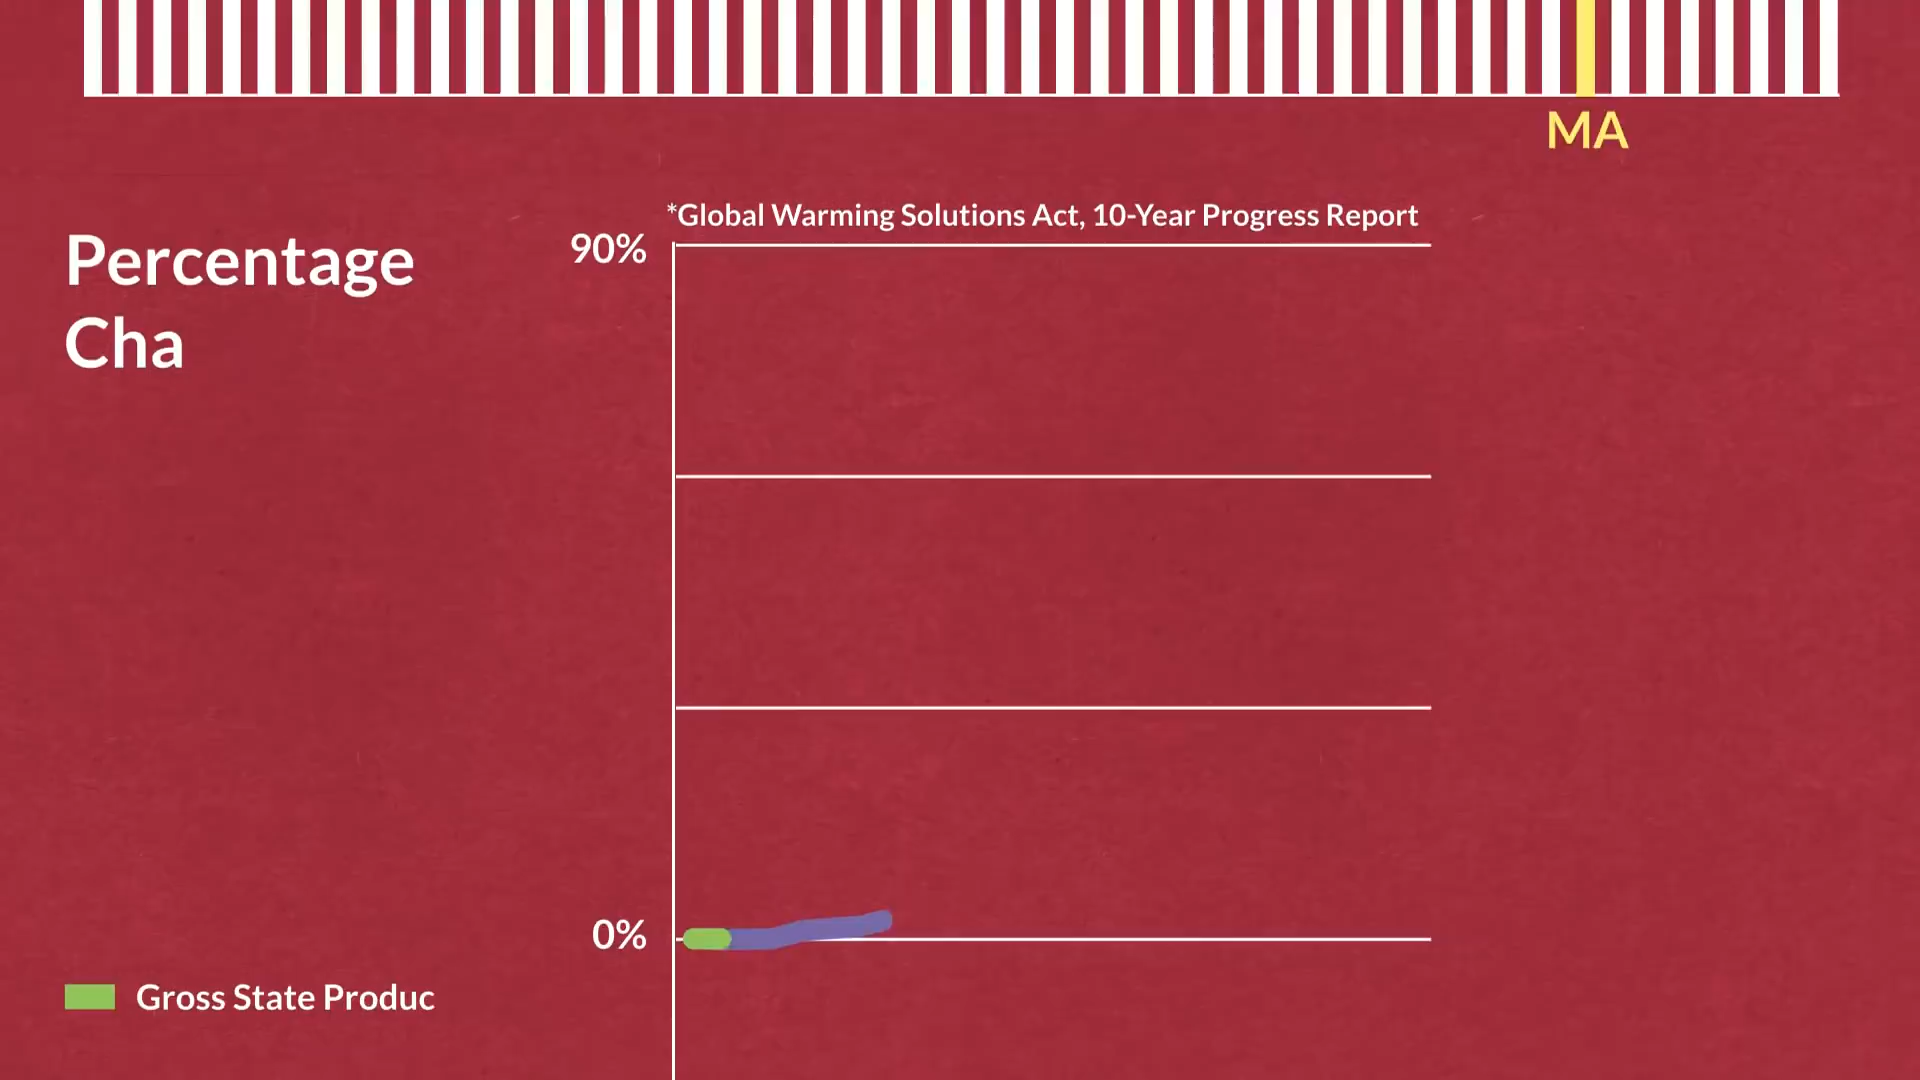 MA
*Global Warming Solutions Act, 10-Year Progress Report
90%
Percentage
Cha
0%
Gross State Produc